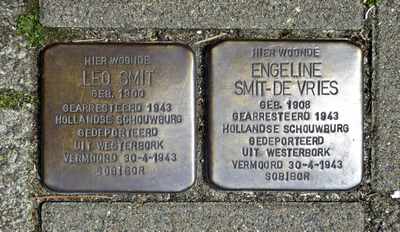 HIER WOONDE
LEO SMIT
GEB. 1900
GEARRESTEERD 1943
HOLLANDSE SCHOUWBURG
GEDEPORTEERD
UIT WESTERBORK
VERMOORD 30-4-1943
SOBIBOR
HIER WOONDE
ENGELINE
SMIT-DE VRIES
GEB. 1908
GEARRESTEERD 1943
HOLLANDSE SCHOUWBURG
GEDEPORTEERD
UIT WESTERBORK
VERMOORD 30-4-1943
SOBIBOR